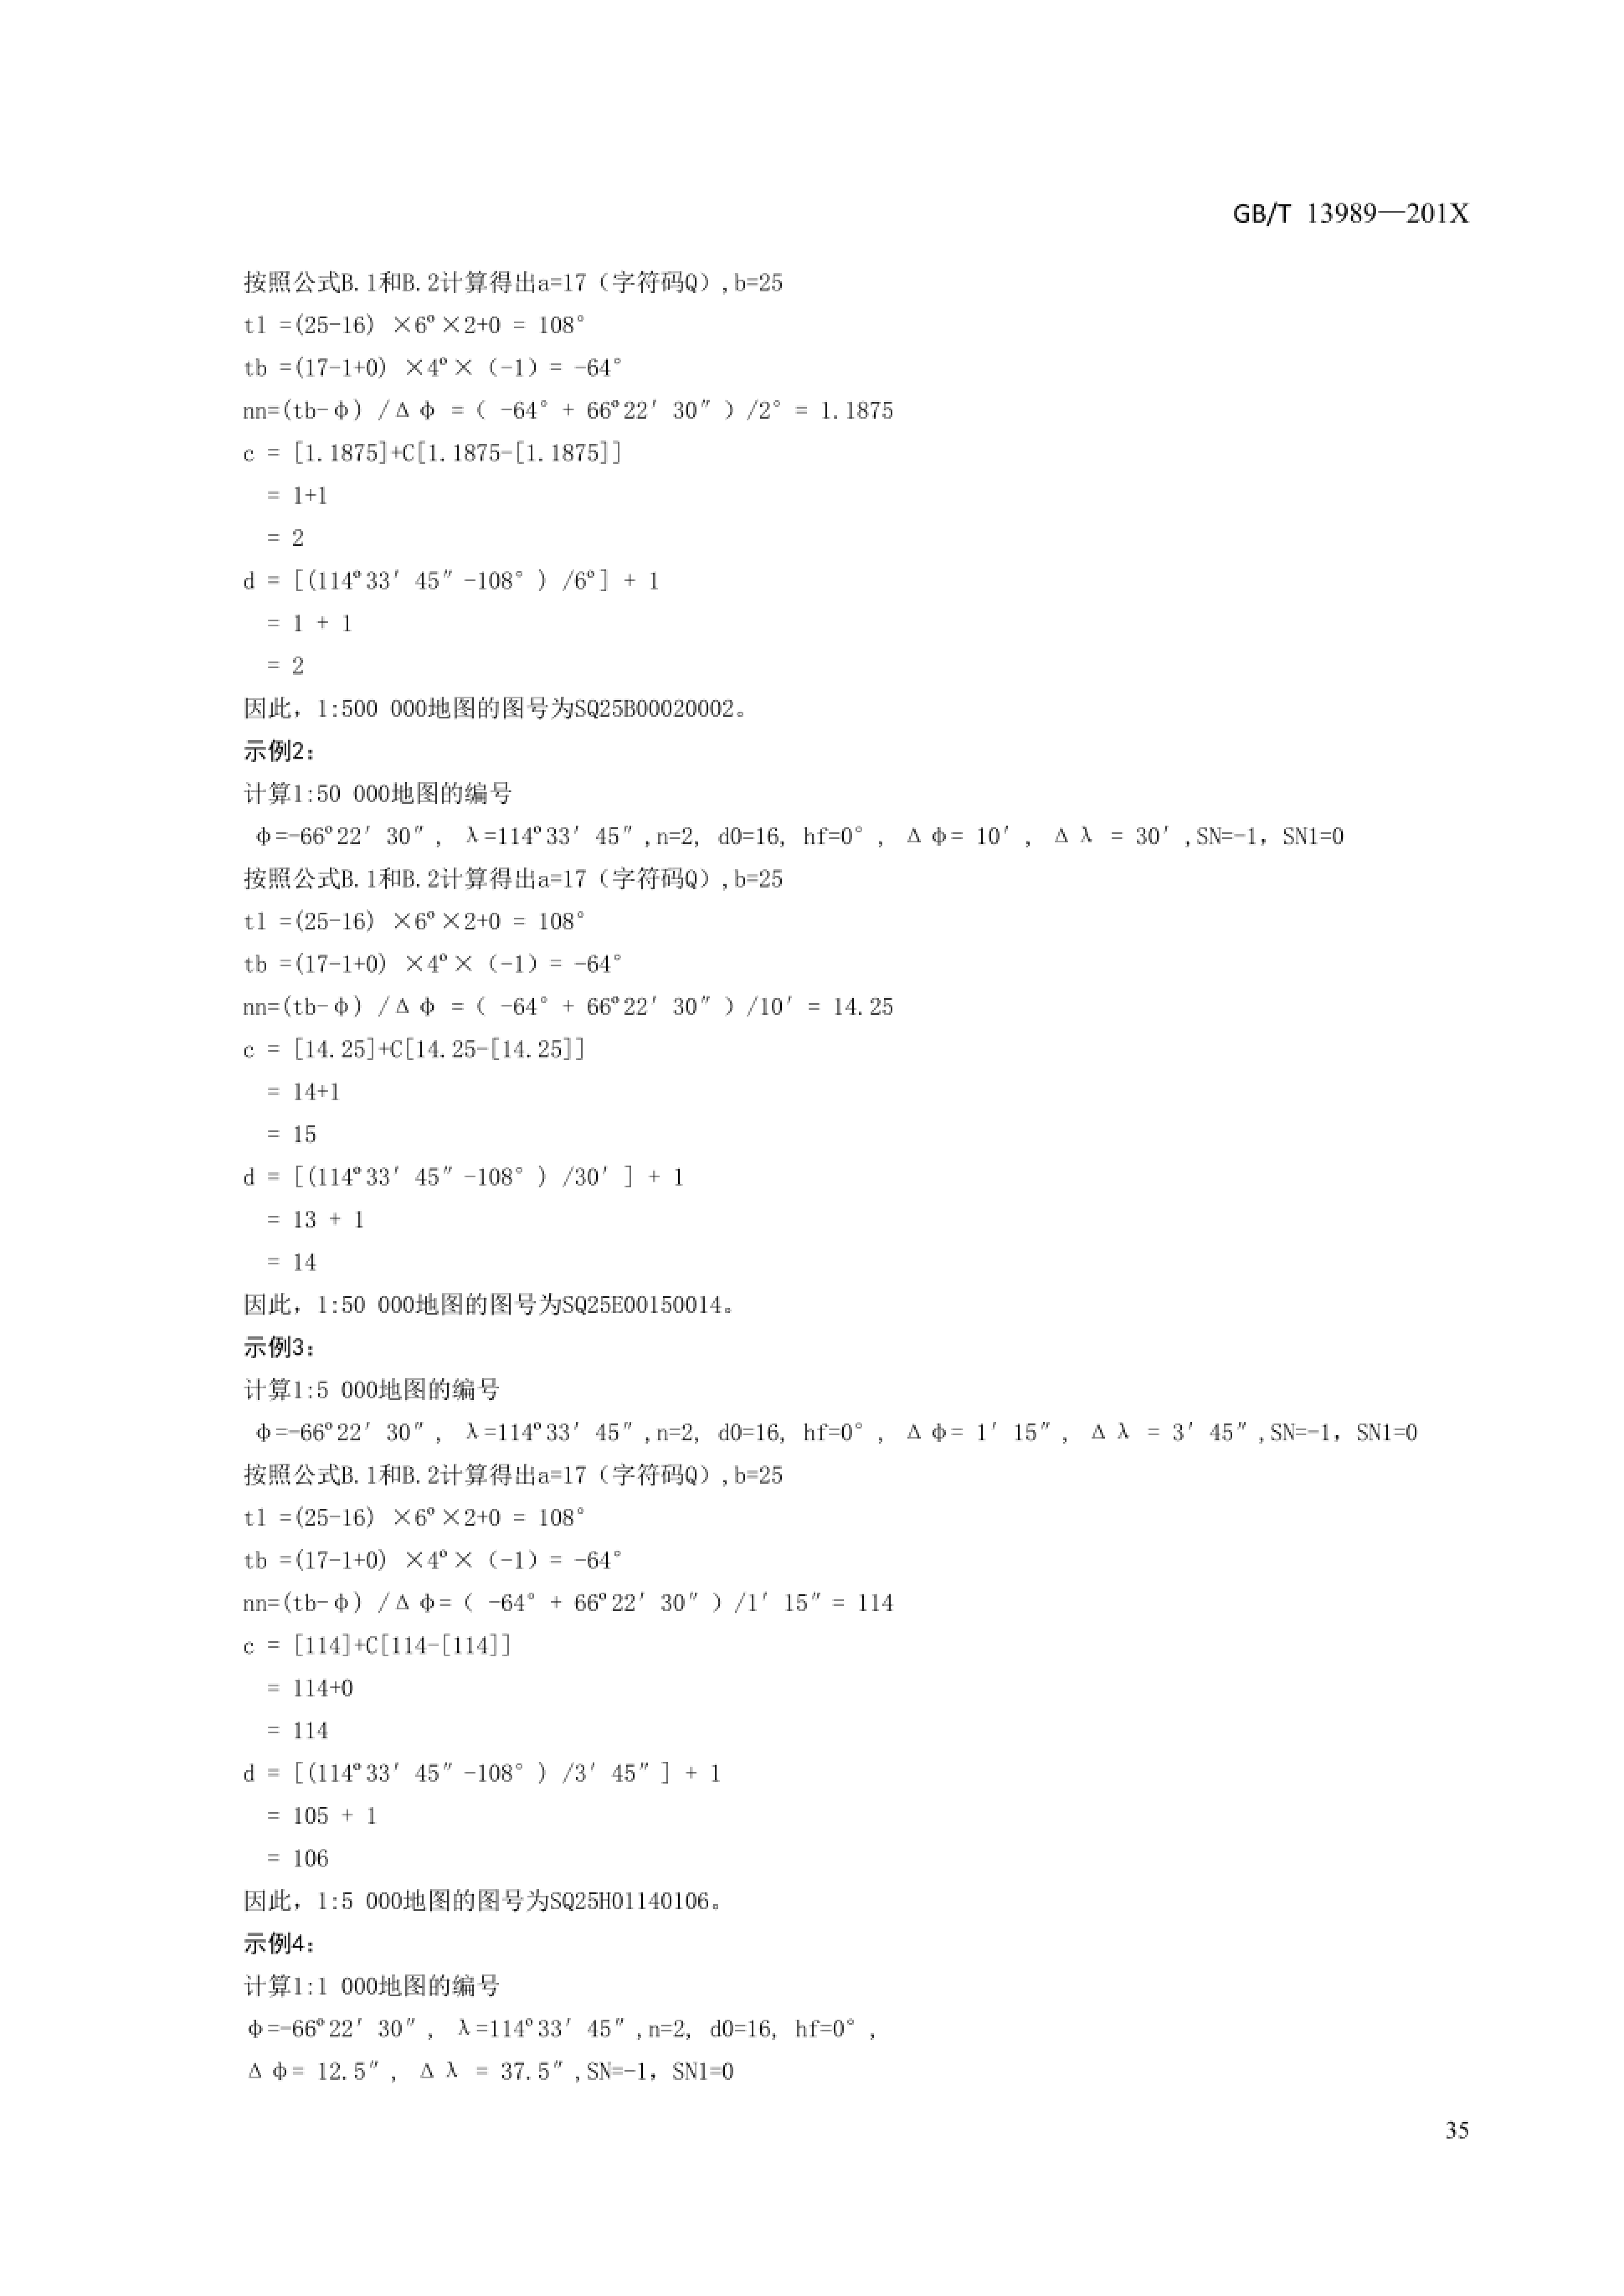 GB/T 13989—201X
按照公式B.1和B.2计算得出a=17（字符码Q）,b=25
tl =(25-16) ×6º×2+0 = 108°
tb =(17-1+0) ×4º×（-1）= -64°
nn=(tb-φ) /Δφ =（ -64° + 66º22′30″）/2° = 1.1875
c = [1.1875]+C[1.1875-[1.1875]]
= 1+1
= 2
d = [(114º33′45″-108°) /6º] + 1
= 1 + 1
= 2
因此，1:500 000地图的图号为SQ25B00020002。
示例2：
计算1:50 000地图的编号
φ=-66º22′30″, λ=114º33′45″,n=2, d0=16, hf=0°, Δφ= 10′, Δλ = 30′,SN=-1，SN1=0
按照公式B.1和B.2计算得出a=17（字符码Q）,b=25
tl =(25-16) ×6º×2+0 = 108°
tb =(17-1+0) ×4º×（-1）= -64°
nn=(tb-φ) /Δφ =（ -64° + 66º22′30″）/10′ = 14.25
c = [14.25]+C[14.25-[14.25]]
= 14+1
= 15
d = [(114º33′45″-108°) /30′] + 1
= 13 + 1
= 14
因此，1:50 000地图的图号为SQ25E00150014。
示例3：
计算1:5 000地图的编号
φ=-66º22′30″, λ=114º33′45″,n=2, d0=16, hf=0°, Δφ= 1′15″, Δλ = 3′45″,SN=-1，SN1=0
按照公式B.1和B.2计算得出a=17（字符码Q）,b=25
tl =(25-16) ×6º×2+0 = 108°
tb =(17-1+0) ×4º×（-1）= -64°
nn=(tb-φ) /Δφ=（ -64° + 66º22′30″）/1′15″ = 114
c = [114]+C[114-[114]]
= 114+0
= 114
d = [(114º33′45″-108°) /3′45″] + 1
= 105 + 1
= 106
因此，1:5 000地图的图号为SQ25H01140106。
示例4：
计算1:1 000地图的编号
φ=-66º22′30″, λ=114º33′45″,n=2, d0=16, hf=0°,
Δφ= 12.5″, Δλ = 37.5″,SN=-1，SN1=0
35